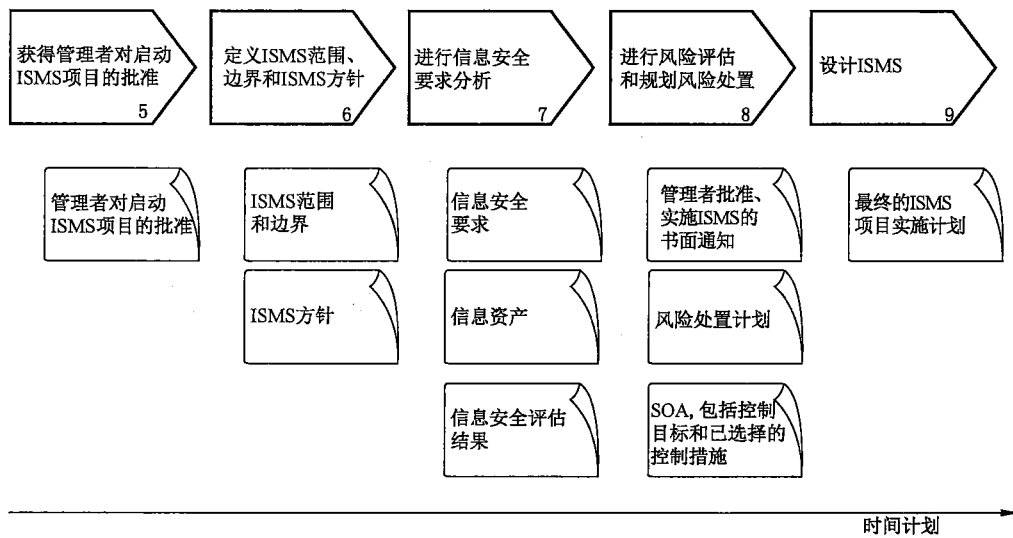 获得管理者对启动
ISMS项目的批准
5
定义ISMS范围、
边界和ISMS方针
6
进行信息安全
要求分析
7
进行风险评估
和规划风险处置
8
设计ISMS
9
管理者对启动
ISMS项目的批准
ISMS范围
和边界
ISMS方针
信息安全
要求
信息资产
信息安全评估
结果
管理者批准、
实施ISMS的
书面通知
风险处置计划
SOA, 包括控制
目标和已选择的
控制措施
最终的ISMS
项目实施计划
时间计划